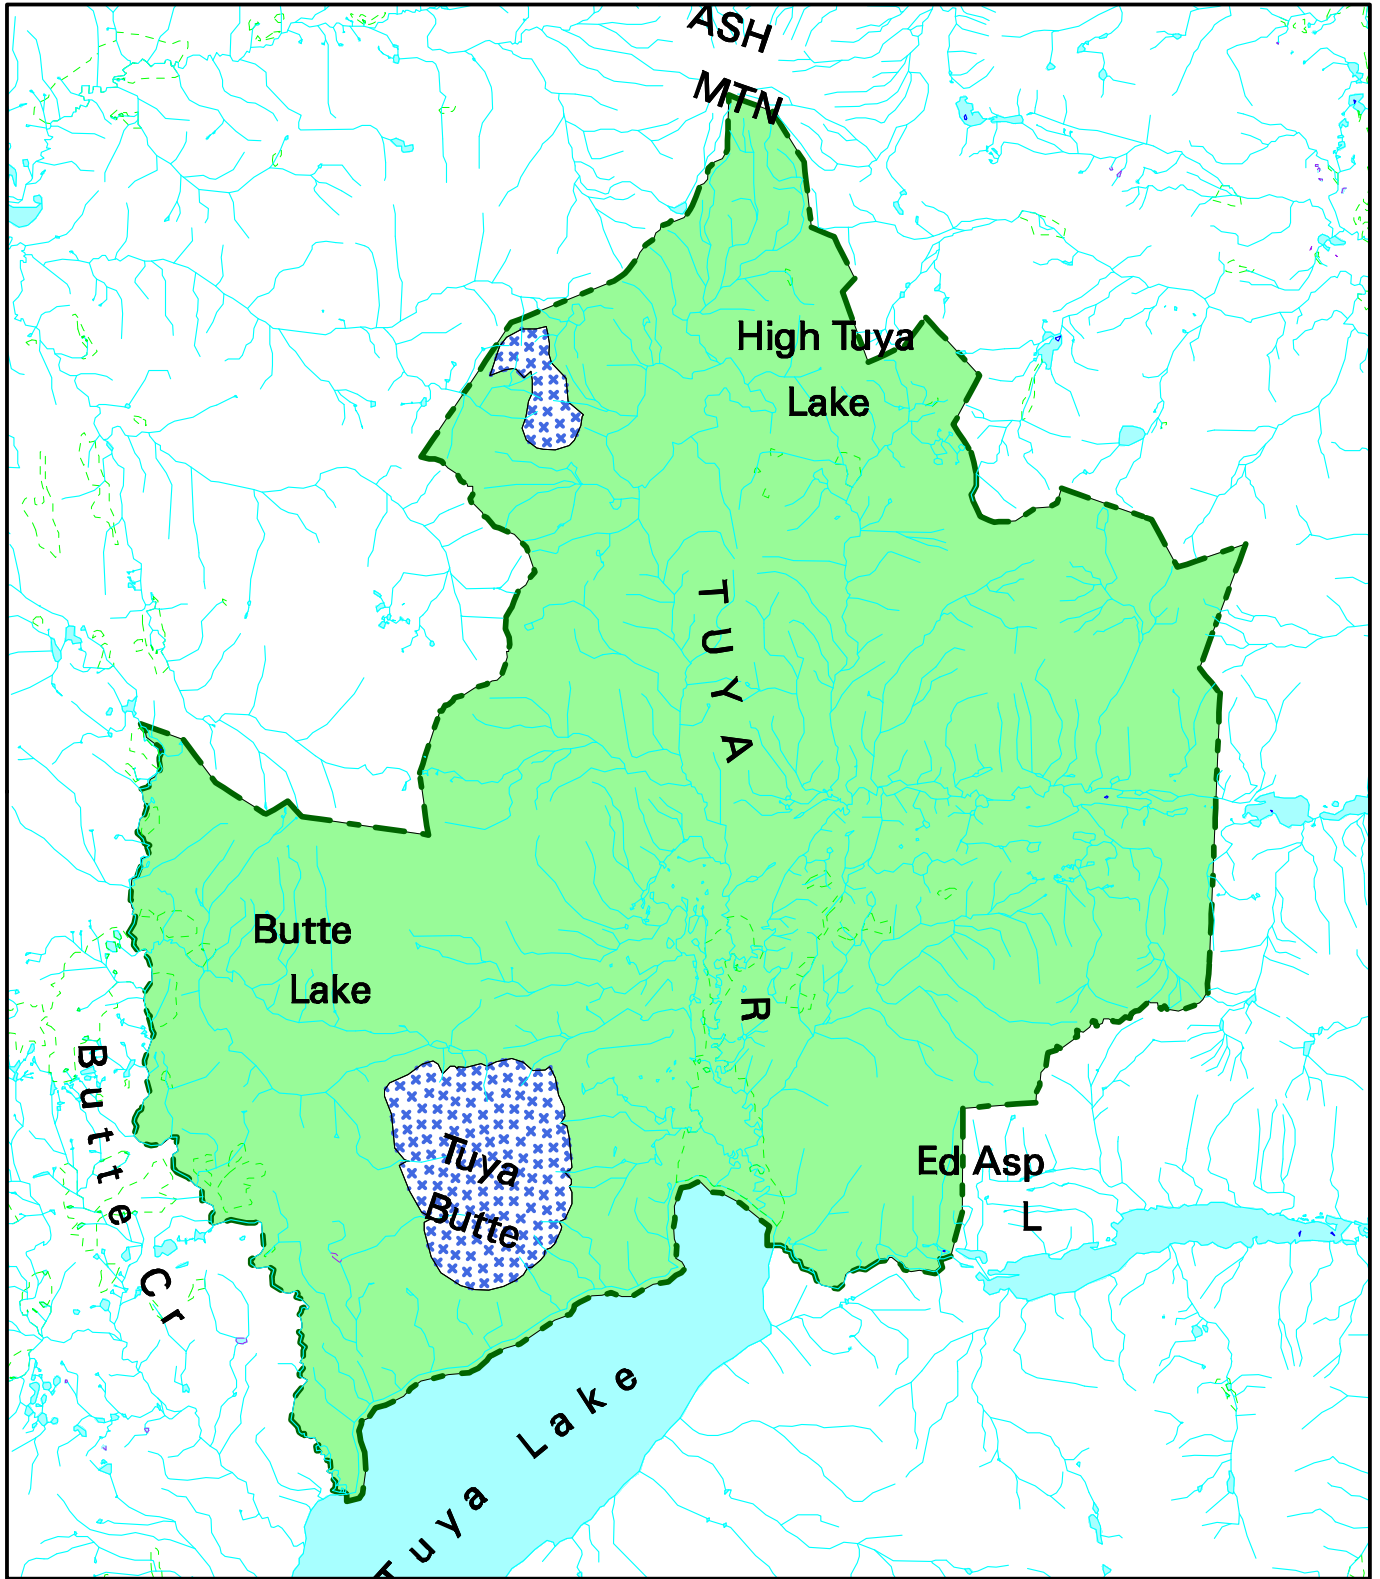 ASH
MTN
High Tuya
Lake
TUYA
R
Butte
Lake
Butte Cr
Tuya
Butte
Ed Asp
L
Tuya Lake